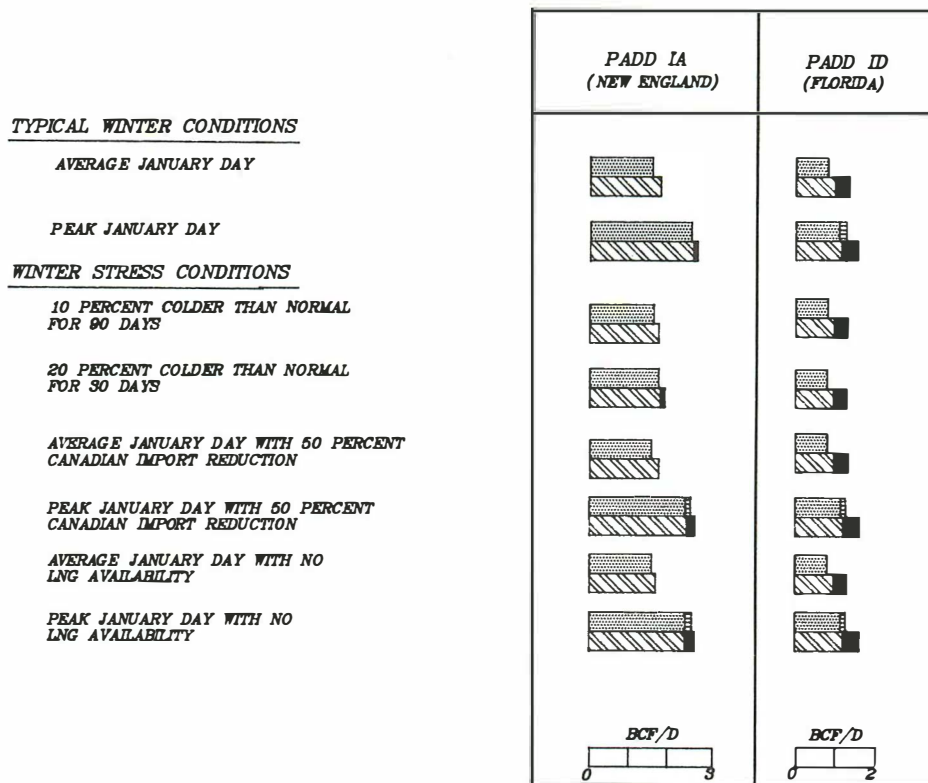 PADD IA
(NEW ENGLAND)
PADD ID
(FLORIDA)
TYPICAL WINTER CONDITIONS
AVERAGE JANUARY DAY
PEAK JANUARY DAY
WINTER STRESS CONDITIONS
10 PERCENT COLDER THAN NORMAL
FOR 90 DAYS
20 PERCENT COLDER THAN NORMAL
FOR 30 DAYS
AVERAGE JANUARY DAY WITH 50 PERCENT
CANADIAN IMPORT REDUCTION
PEAK JANUARY DAY WITH 50 PERCENT
CANADIAN IMPORT REDUCTION
AVERAGE JANUARY DAY WITH NO
LNG AVAILABILITY
PEAK JANUARY DAY WITH NO
LNG AVAILABILITY
BCF/D
0 3
BCF/D
0 2